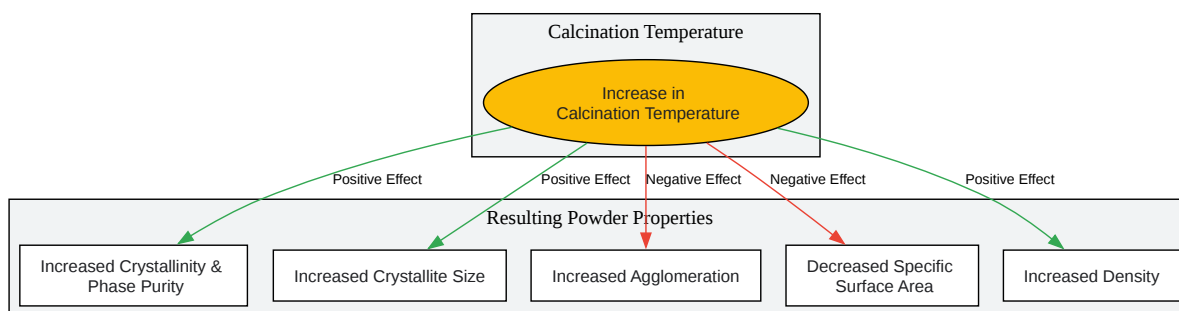 Calcination Temperature
Increase in
Calcination Temperature
Positive Effect
Positive Effect
Negative Effect
Negative Effect
Positive Effect
Resulting Powder Properties
Increased Crystallinity &
Phase Purity
Increased Crystallite Size
Increased Agglomeration
Decreased Specific
Surface Area
Increased Density